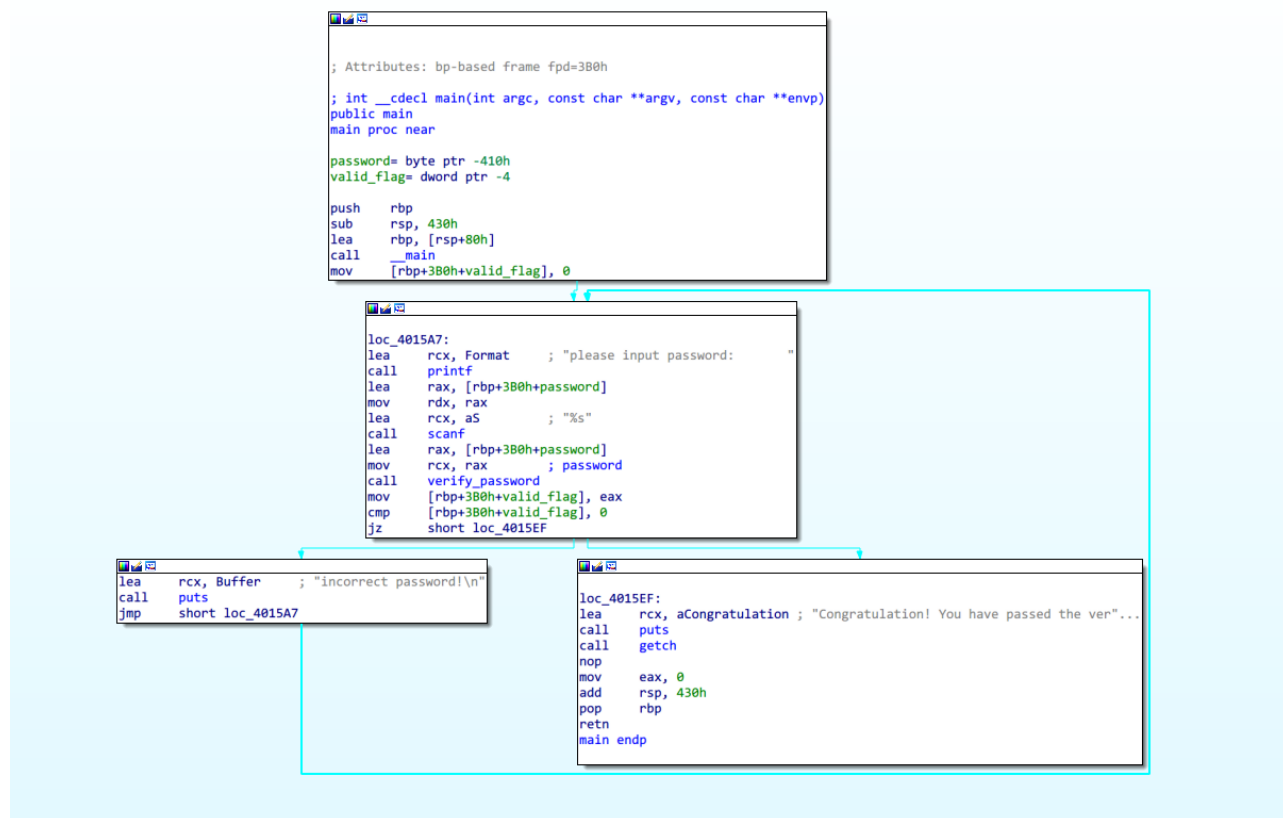 ; Attributes: bp-based frame fpd=3B0h
; int __cdecl main(int argc, const char **argv, const char **envp)
public main
main proc near
password= byte ptr -410h
valid_flag= dword ptr -4
push    rbp
sub     rsp, 430h
lea     rbp, [rsp+80h]
call    __main
mov     [rbp+3B0h+valid_flag], 0
loc_4015A7:
lea     rcx, Format    ; "please input password:       "
call    printf
lea     rax, [rbp+3B0h+password]
mov     rdx, rax
lea     rcx, aS        ; "%s"
call    scanf
lea     rax, [rbp+3B0h+password]
mov     rcx, rax       ; password
call    verify_password
mov     [rbp+3B0h+valid_flag], eax
cmp     [rbp+3B0h+valid_flag], 0
jz      short loc_4015EF
lea     rcx, Buffer    ; "incorrect password!\n"
call    puts
jmp     short loc_4015A7
loc_4015EF:
lea     rcx, aCongratulation ; "Congratulation! You have passed the ver"...
call    puts
call    getch
nop
mov     eax, 0
add     rsp, 430h
pop     rbp
retn
main endp